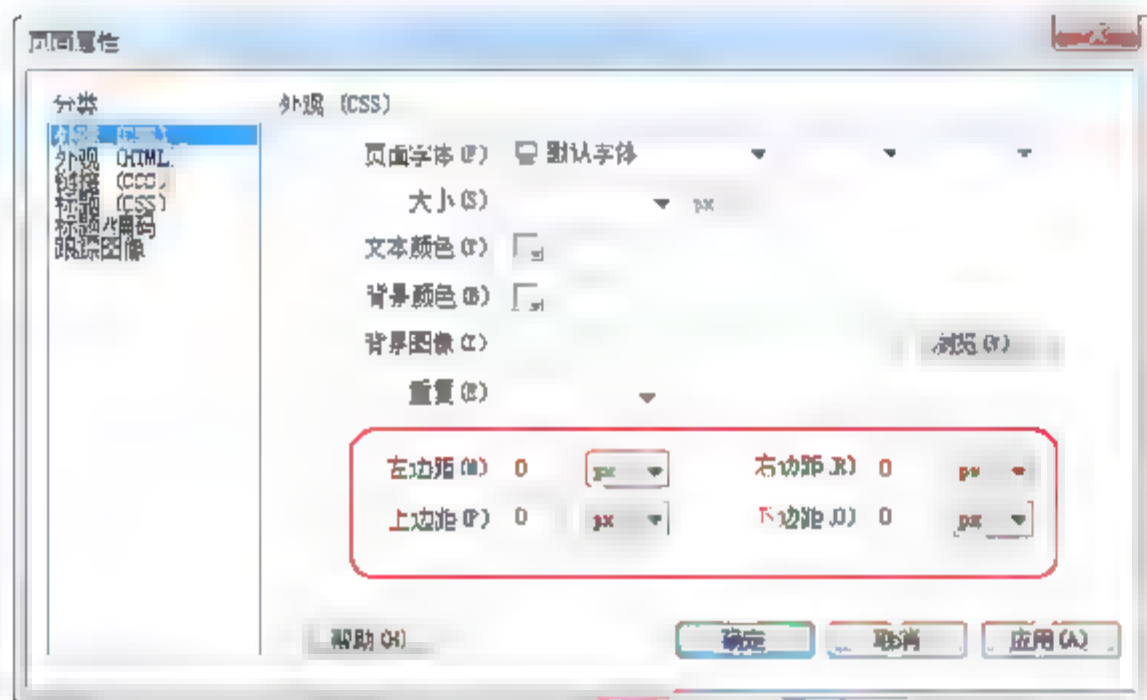 页面属性
分类
外观 (CSS)
外观 (CSS)
外观 (HTML)
链接 (CSS)
标题 (CSS)
标题/编码
跟踪图像
页面字体(F) 默认字体
大小(S) px
文本颜色(T)
背景颜色(B)
背景图像(I) 浏览(W)
重复(E)
左边距(M) 0 px 右边距(R) 0 px
上边距(P) 0 px 下边距(O) 0 px
帮助(H) 确定 取消 应用(A)